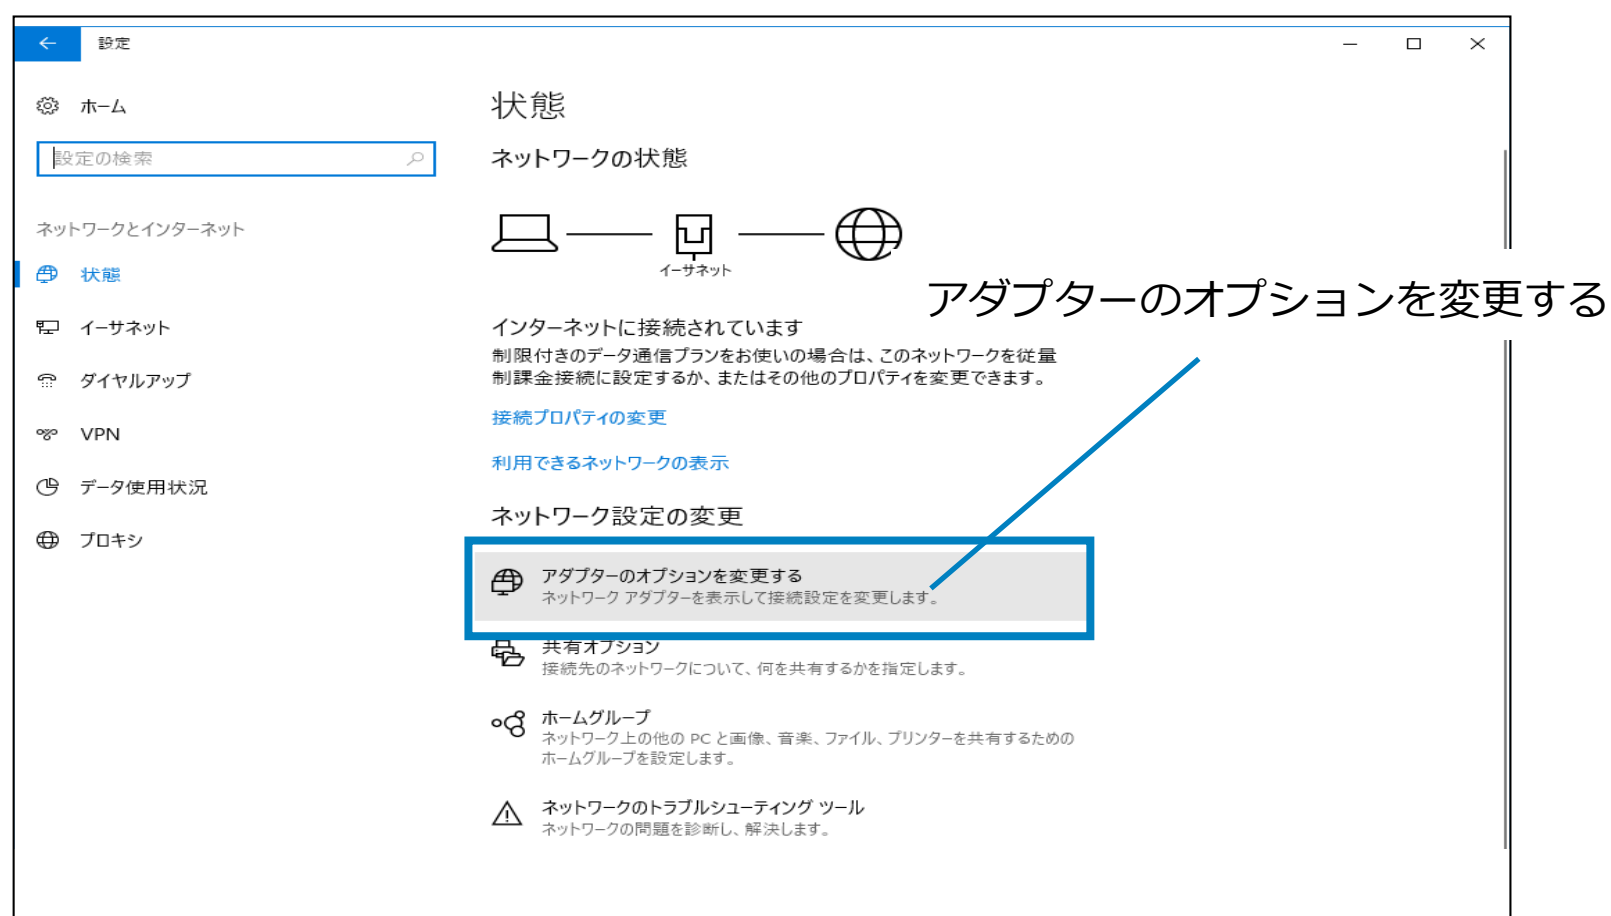 設定
ホーム
設定の検索
ネットワークとインターネット
状態
イーサネット
ダイヤルアップ
VPN
データ使用状況
プロキシ
状態
ネットワークの状態
イーサネット
アダプターのオプションを変更する
インターネットに接続されています
制限付きのデータ通信プランをお使いの場合は、このネットワークを従量
制課金接続に設定するか、またはその他のプロパティを変更できます。
接続プロパティの変更
利用できるネットワークの表示
ネットワーク設定の変更
アダプターのオプションを変更する
ネットワーク アダプターを表示して接続設定を変更します。
共有オプション
接続先のネットワークについて、何を共有するかを指定します。
ホームグループ
ネットワーク上の他の PC と画像、音楽、ファイル、プリンターを共有するための
ホームグループを設定します。
ネットワークのトラブルシューティング ツール
ネットワークの問題を診断し、解決します。